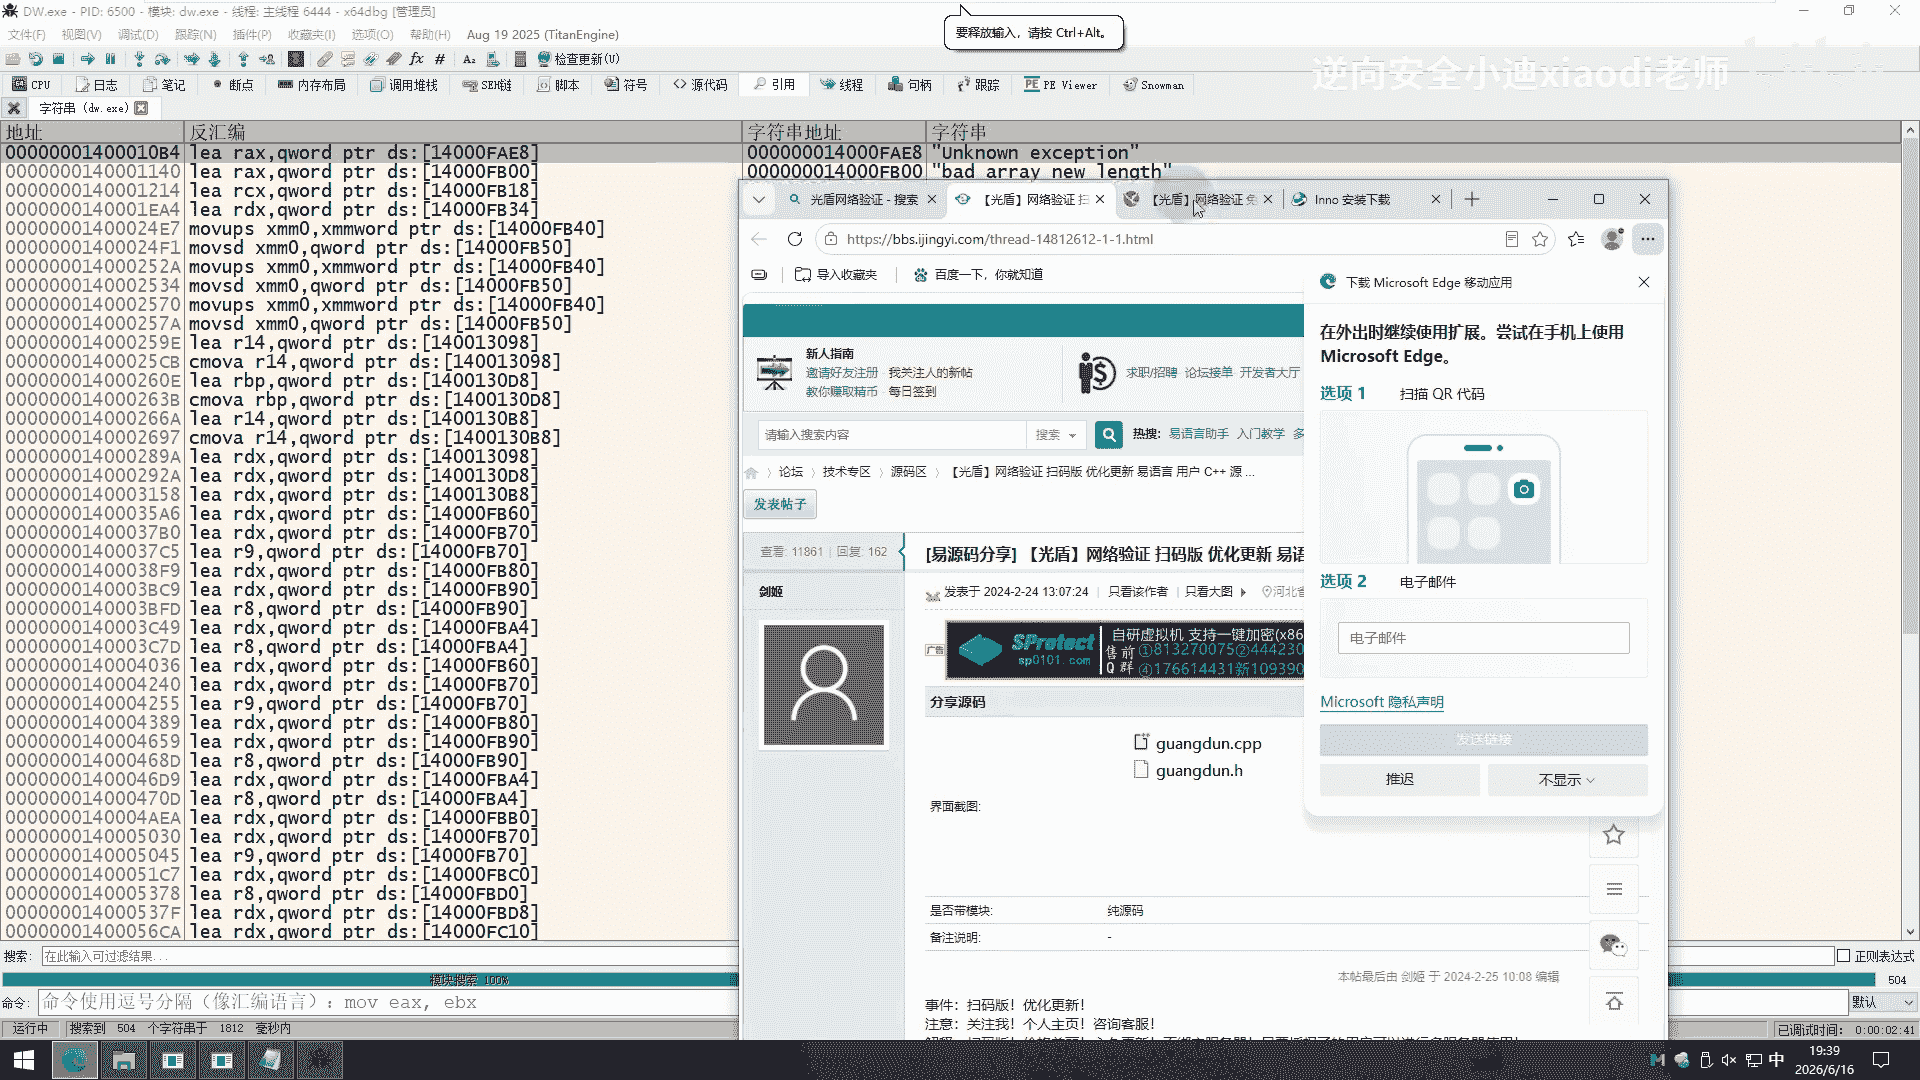 DW.exe - PID: 6500 - 模块: dw.exe - 线程: 主线程 6444 - x64dbg [管理员]
要释放输入，请按 Ctrl+Alt。
文件(F) 视图(V) 调试(D) 跟踪(N) 插件(P) 收藏夹(I) 选项(O) 帮助(H) Aug 19 2025 (TitanEngine)
检查更新(U)
逆向安全小迪xiaodi老师
CPU 日志 笔记 断点 内存布局 调用堆栈 SEH链 脚本 符号 源代码 引用 线程 句柄 跟踪 PE Viewer Snowman
字符串 (dw.exe)
地址 反汇编 字符串地址 字符串
00000001400010B4 lea rax,qword ptr ds:[14000FAE8] 000000014000FAE8 "Unknown exception"
0000000140001140 lea rax,qword ptr ds:[14000FB00] 000000014000FB00 "bad array new length"
0000000140001214 lea rcx,qword ptr ds:[14000FB18]
0000000140001EA4 lea rdx,qword ptr ds:[14000FB34]
00000001400024E7 movups xmm0,xmmword ptr ds:[14000FB40]
00000001400024F1 movsd xmm0,qword ptr ds:[14000FB50]
000000014000252A movups xmm0,xmmword ptr ds:[14000FB40]
0000000140002534 movsd xmm0,qword ptr ds:[14000FB50]
0000000140002570 movups xmm0,xmmword ptr ds:[14000FB40]
000000014000257A movsd xmm0,qword ptr ds:[14000FB50]
000000014000259E lea r14,qword ptr ds:[140013098]
00000001400025CB cmova r14,qword ptr ds:[140013098]
000000014000260E lea rbp,qword ptr ds:[1400130D8]
000000014000263B cmova rbp,qword ptr ds:[1400130D8]
000000014000266A lea r14,qword ptr ds:[1400130B8]
0000000140002697 cmova r14,qword ptr ds:[1400130B8]
000000014000289A lea rdx,qword ptr ds:[140013098]
000000014000292A lea rdx,qword ptr ds:[1400130D8]
0000000140003158 lea rdx,qword ptr ds:[1400130B8]
00000001400035A6 lea rdx,qword ptr ds:[14000FB60]
00000001400037B0 lea rdx,qword ptr ds:[14000FB70]
00000001400037C5 lea r9,qword ptr ds:[14000FB70]
00000001400038F9 lea rdx,qword ptr ds:[14000FB80]
0000000140003BC9 lea rdx,qword ptr ds:[14000FB90]
0000000140003BFD lea r8,qword ptr ds:[14000FB90]
0000000140003C49 lea rdx,qword ptr ds:[14000FBA4]
0000000140003C7D lea r8,qword ptr ds:[14000FBA4]
0000000140004036 lea rdx,qword ptr ds:[14000FB60]
0000000140004240 lea rdx,qword ptr ds:[14000FB70]
0000000140004255 lea r9,qword ptr ds:[14000FB70]
0000000140004389 lea rdx,qword ptr ds:[14000FB80]
0000000140004659 lea rdx,qword ptr ds:[14000FB90]
000000014000468D lea r8,qword ptr ds:[14000FB90]
00000001400046D9 lea rdx,qword ptr ds:[14000FBA4]
000000014000470D lea r8,qword ptr ds:[14000FBA4]
0000000140004AEA lea rdx,qword ptr ds:[14000FBB0]
0000000140005030 lea rdx,qword ptr ds:[14000FB70]
0000000140005045 lea r9,qword ptr ds:[14000FB70]
00000001400051C7 lea rdx,qword ptr ds:[14000FBC0]
0000000140005378 lea r8,qword ptr ds:[14000FBD0]
000000014000537F lea rdx,qword ptr ds:[14000FBD8]
00000001400056CA lea rdx,qword ptr ds:[14000FC10]
搜索: 在此输入可过滤结果... 正则表达式
模块搜索 100% 504
命令: 命令使用逗号分隔（像汇编语言）: mov eax, ebx 默认
运行中 搜索到 504 个字符串于 1812 毫秒内 已调试时间: 0:00:02:41
光盾网络验证 - 搜索 【光盾】网络验证 扫 【光盾】网络验证 免 Inno 安装下载
https://bbs.ijingyi.com/thread-14812612-1-1.html
导入收藏夹 百度一下，你就知道
新人指南
邀请好友注册 · 我关注人的新帖
教你赚取精币 · 每日签到
求职/招聘 论坛接单 开发者大厅
请输入搜索内容 搜索 热搜: 易语言助手 入门教学 多
论坛 技术专区 源码区 【光盾】网络验证 扫码版 优化更新 易语言 用户 C++ 源 ...
发表帖子
查看: 11861 | 回复: 162 [易源码分享] 【光盾】网络验证 扫码版 优化更新 易语
剑姬
发表于 2024-2-24 13:07:24 | 只看该作者 | 只看大图 河北省
广告 SProtect sp0101.com
自研虚拟机 支持一键加密(x86
售前 ①813270075②444230
Q群 ④176614431新109390
分享源码
guangdun.cpp
guangdun.h
界面截图:
是否带模块: 纯源码
备注说明: -
本帖最后由 剑姬 于 2024-2-25 10:08 编辑
事件: 扫码版! 优化更新!
注意: 关注我! 个人主页! 咨询客服!
下载 Microsoft Edge 移动应用
在外出时继续使用扩展。尝试在手机上使用
Microsoft Edge。
选项 1 扫描 QR 代码
选项 2 电子邮件
电子邮件
Microsoft 隐私声明
发送链接
推迟 不显示
中 19:39
2026/6/16